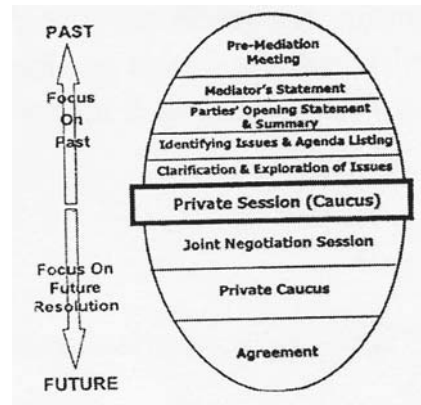 PAST
Focus
On
Past
Focus On
Future
Resolution
FUTURE
Pre-Mediation
Meeting
Mediator's Statement
Parties' Opening Statement
& Summary
Identifying Issues & Agenda Listing
Clarification & Exploration of Issues
Private Session (Caucus)
Joint Negotiation Session
Private Caucus
Agreement